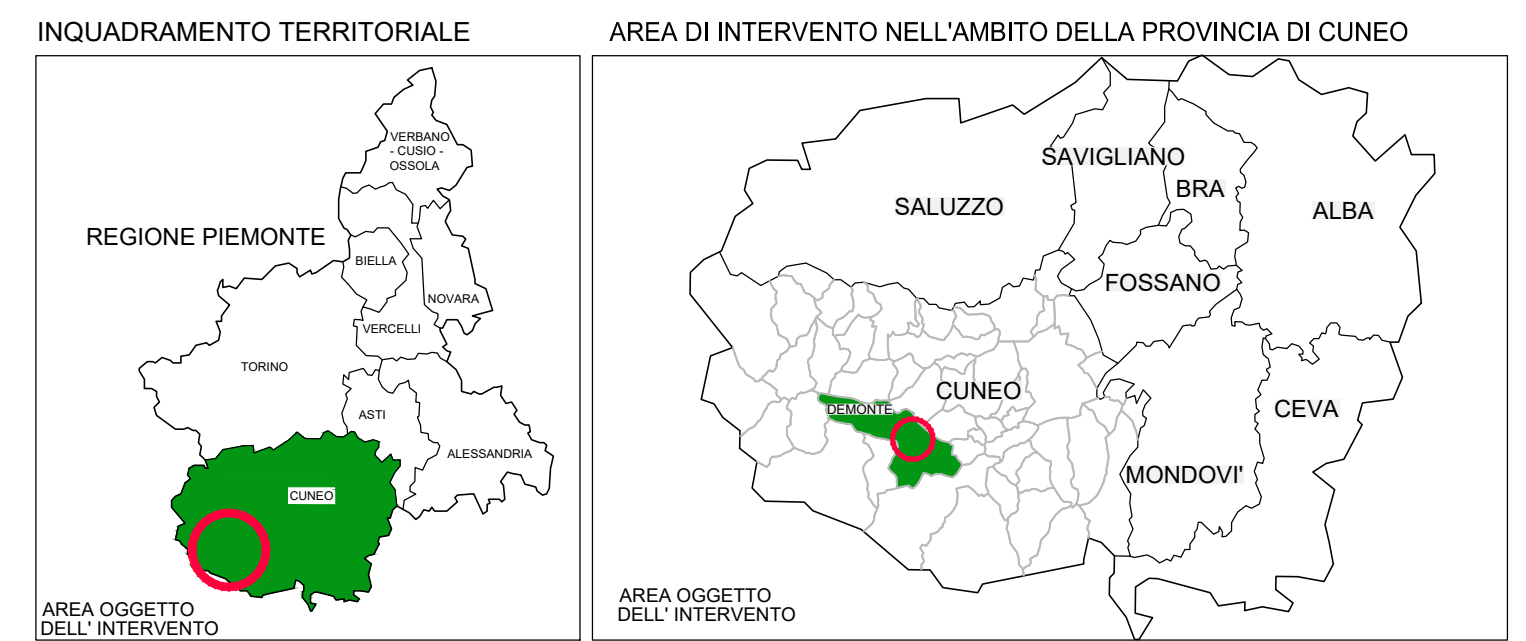 INQUADRAMENTO TERRITORIALE
AREA DI INTERVENTO NELL'AMBITO DELLA PROVINCIA DI CUNEO
VERBANO
- CUSIO -
OSSOLA
REGIONE PIEMONTE
BIELLA
NOVARA
VERCELLI
TORINO
ASTI
ALESSANDRIA
CUNEO
AREA OGGETTO
DELL' INTERVENTO
SAVIGLIANO
BRA
SALUZZO
ALBA
FOSSANO
CUNEO
DEMONTE
CEVA
MONDOVI'
AREA OGGETTO
DELL' INTERVENTO